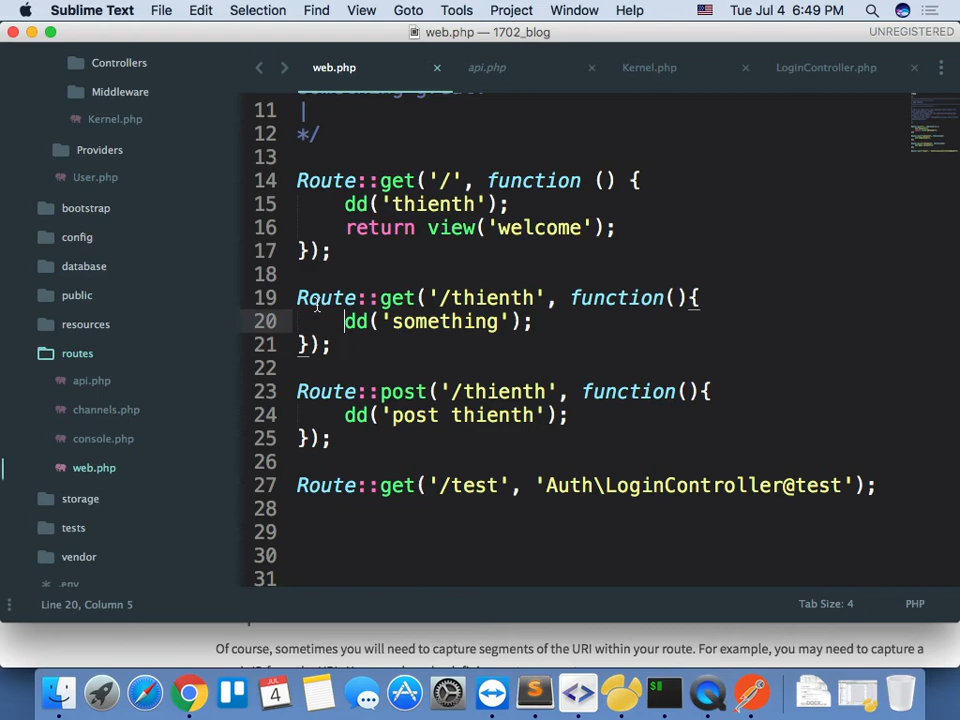 Sublime Text File Edit Selection Find View Goto Tools Project Window Help Tue Jul 4 6:49 PM
web.php — 1702_blog UNREGISTERED
Controllers
Middleware
Kernel.php
Providers
User.php
bootstrap
config
database
public
resources
routes
api.php
channels.php
console.php
web.php
storage
tests
vendor
.env
web.php api.php Kernel.php LoginController.php
11 |
12 */
13
14 Route::get('/', function () {
15 dd('thienth');
16 return view('welcome');
17 });
18
19 Route::get('/thienth', function(){
20 dd('something');
21 });
22
23 Route::post('/thienth', function(){
24 dd('post thienth');
25 });
26
27 Route::get('/test', 'Auth\LoginController@test');
28
29
30
31
Line 20, Column 5 Tab Size: 4 PHP
Of course, sometimes you will need to capture segments of the URI within your route. For example, you may need to capture a
JUL
4